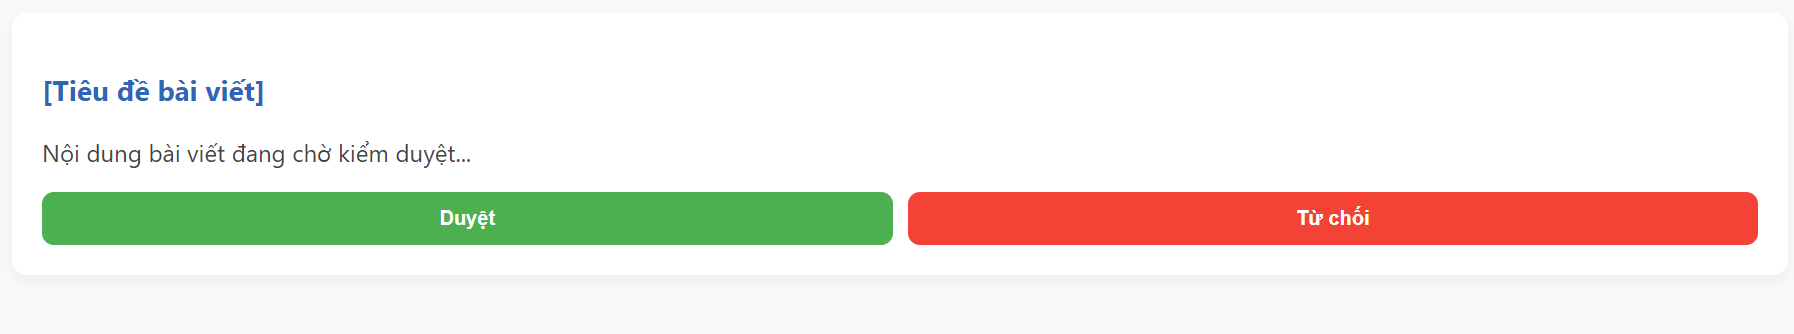 [Tiêu đề bài viết]
Nội dung bài viết đang chờ kiểm duyệt...
Duyệt
Từ chối